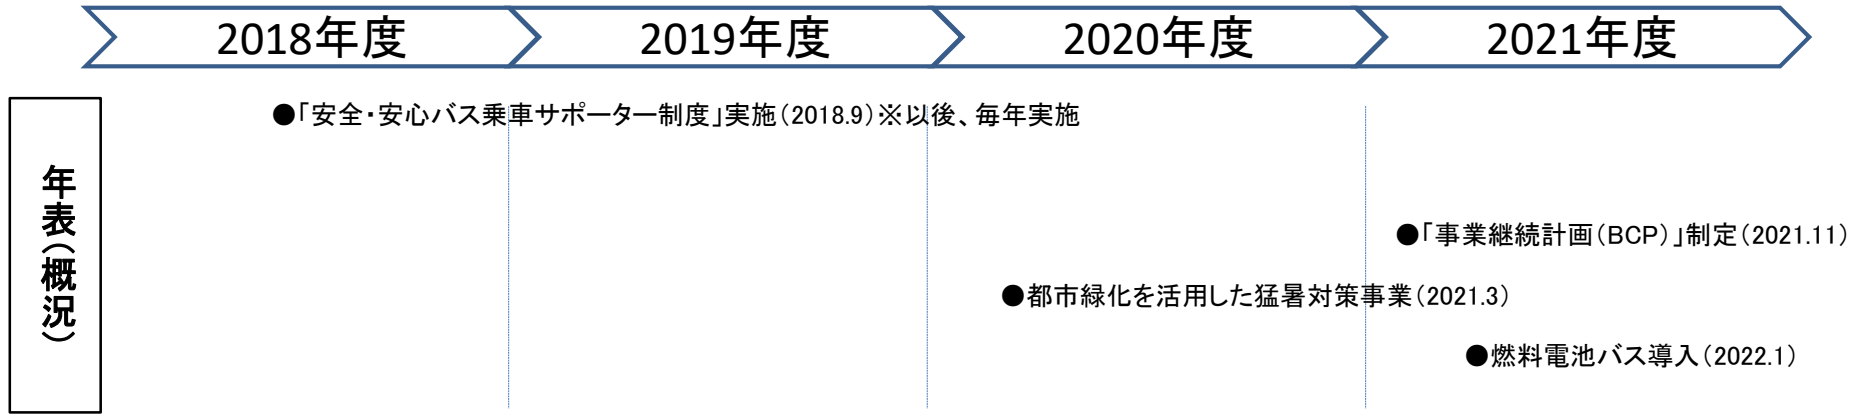 2018年度
2019年度
2020年度
2021年度
年表(概況)
●「安全・安心バス乗車サポーター制度」実施(2018.9)※以後、毎年実施
●「事業継続計画(BCP)」制定(2021.11)
●都市緑化を活用した猛暑対策事業(2021.3)
●燃料電池バス導入(2022.1)